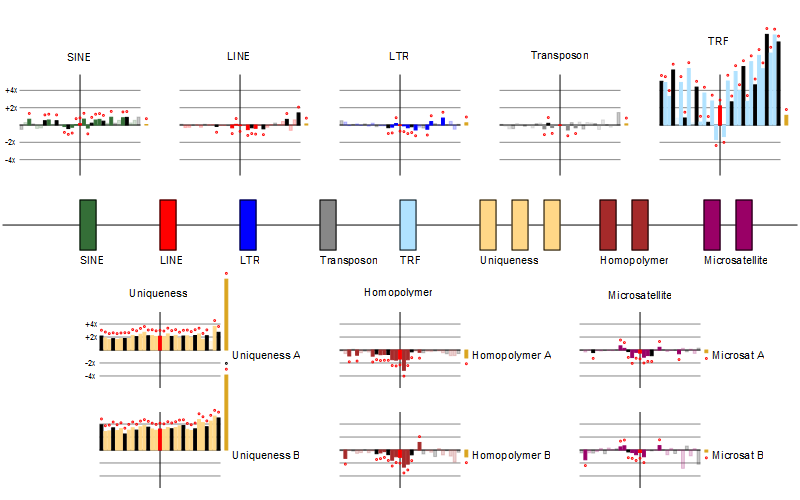 SINE
LINE
LTR
Transposon
TRF
+4x
+2x
−2x
−4x
SINE
LINE
LTR
Transposon
TRF
Uniqueness
Homopolymer
Microsatellite
Uniqueness
Homopolymer
Microsatellite
+4x
+2x
−2x
−4x
Uniqueness A
Homopolymer A
Microsat A
Uniqueness B
Homopolymer B
Microsat B